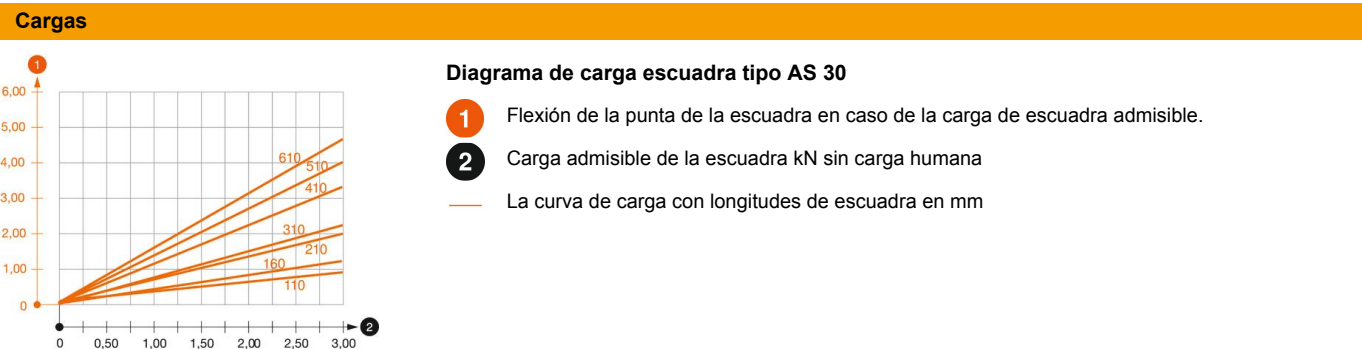 Cargas
1
6,00
5,00
4,00
3,00
2,00
1,00
0
610
510
410
310
210
160
110
0 0,50 1,00 1,50 2,00 2,50 3,00
2
Diagrama de carga escuadra tipo AS 30
1 Flexión de la punta de la escuadra en caso de la carga de escuadra admisible.
2 Carga admisible de la escuadra kN sin carga humana
La curva de carga con longitudes de escuadra en mm